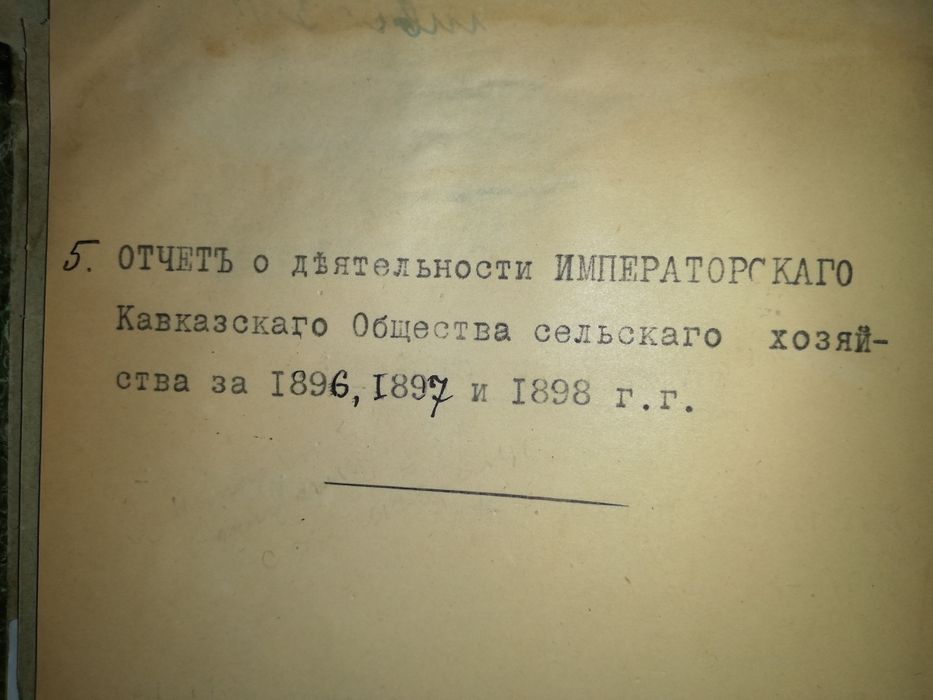 5. ОТЧЕТЪ о дѣятельности ИМПЕРАТОРСКАГО
Кавказскаго Общества сельскаго хозяй-
ства за 1896, 1897 и 1898 г.г.